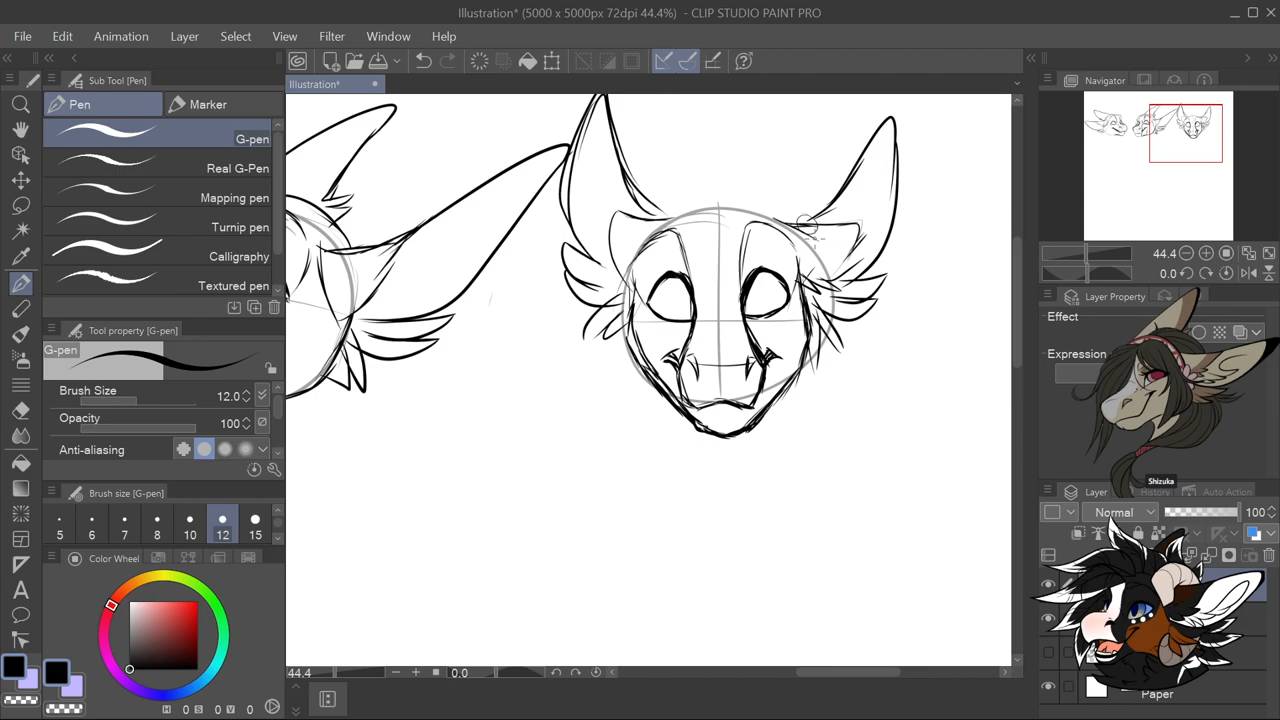 Illustration* (5000 x 5000px 72dpi 44.4%) - CLIP STUDIO PAINT PRO
File Edit Animation Layer Select View Filter Window Help
Sub Tool [Pen]
Illustration*
Navigator
Pen Marker
G-pen
Real G-Pen
Mapping pen
Turnip pen
Calligraphy
Textured pen
44.4
0.0
Layer Property
Effect
Expression
Tool property [G-pen]
G-pen
Brush Size 12.0
Opacity 100
Anti-aliasing
Shizuka
Brush size [G-pen]
5 6 7 8 10 12 15
Layer History Auto Action
Normal 100
Color Wheel
44.4 0.0
Paper
H 0 S 0 V 0